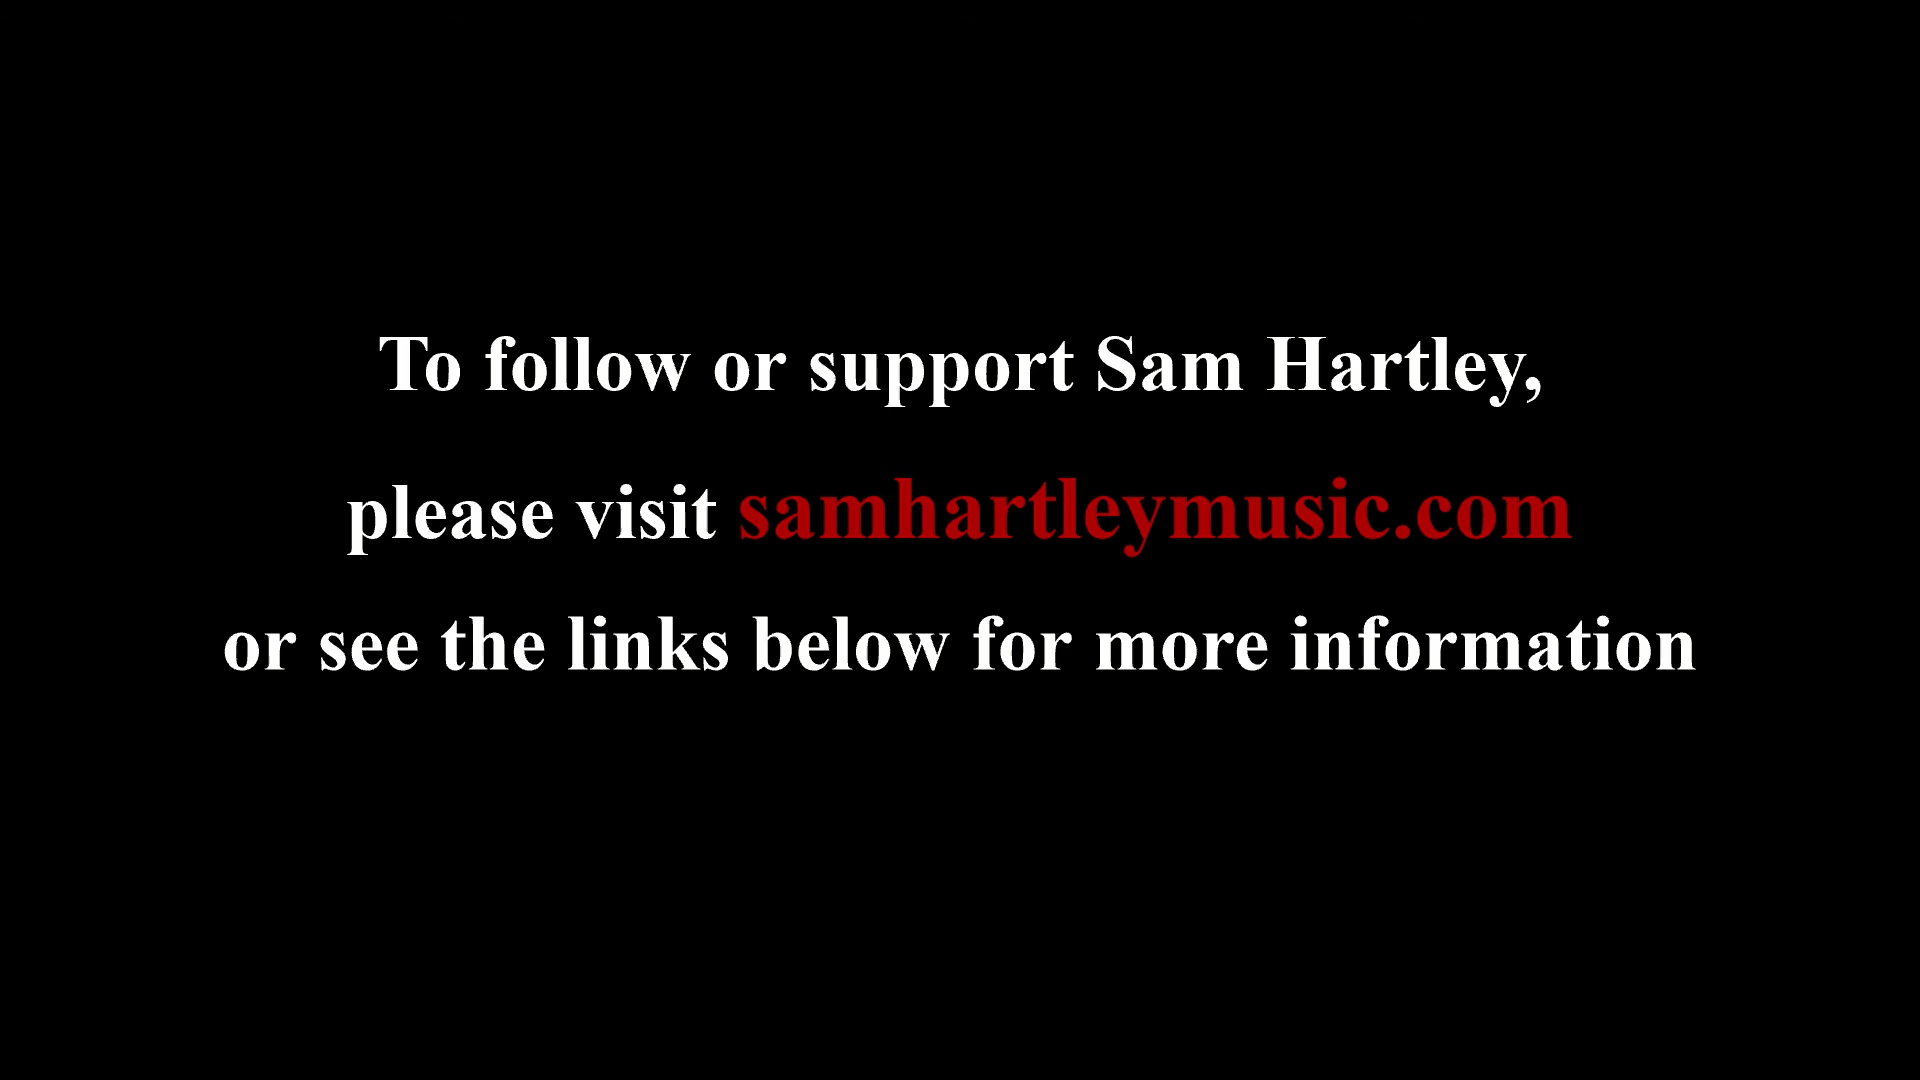 To follow or support Sam Hartley,
please visit samhartleymusic.com
or see the links below for more information